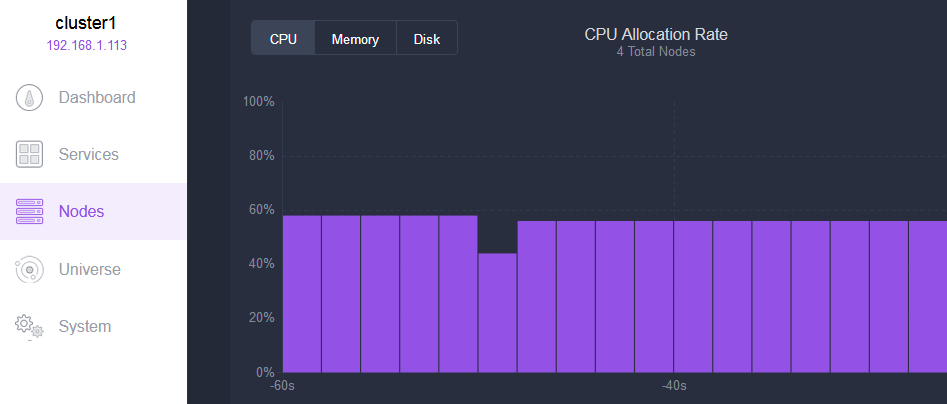 cluster1
192.168.1.113
Dashboard
Services
Nodes
Universe
System
CPU Memory Disk
CPU Allocation Rate
4 Total Nodes
100%
80%
60%
40%
20%
0%
-60s -40s